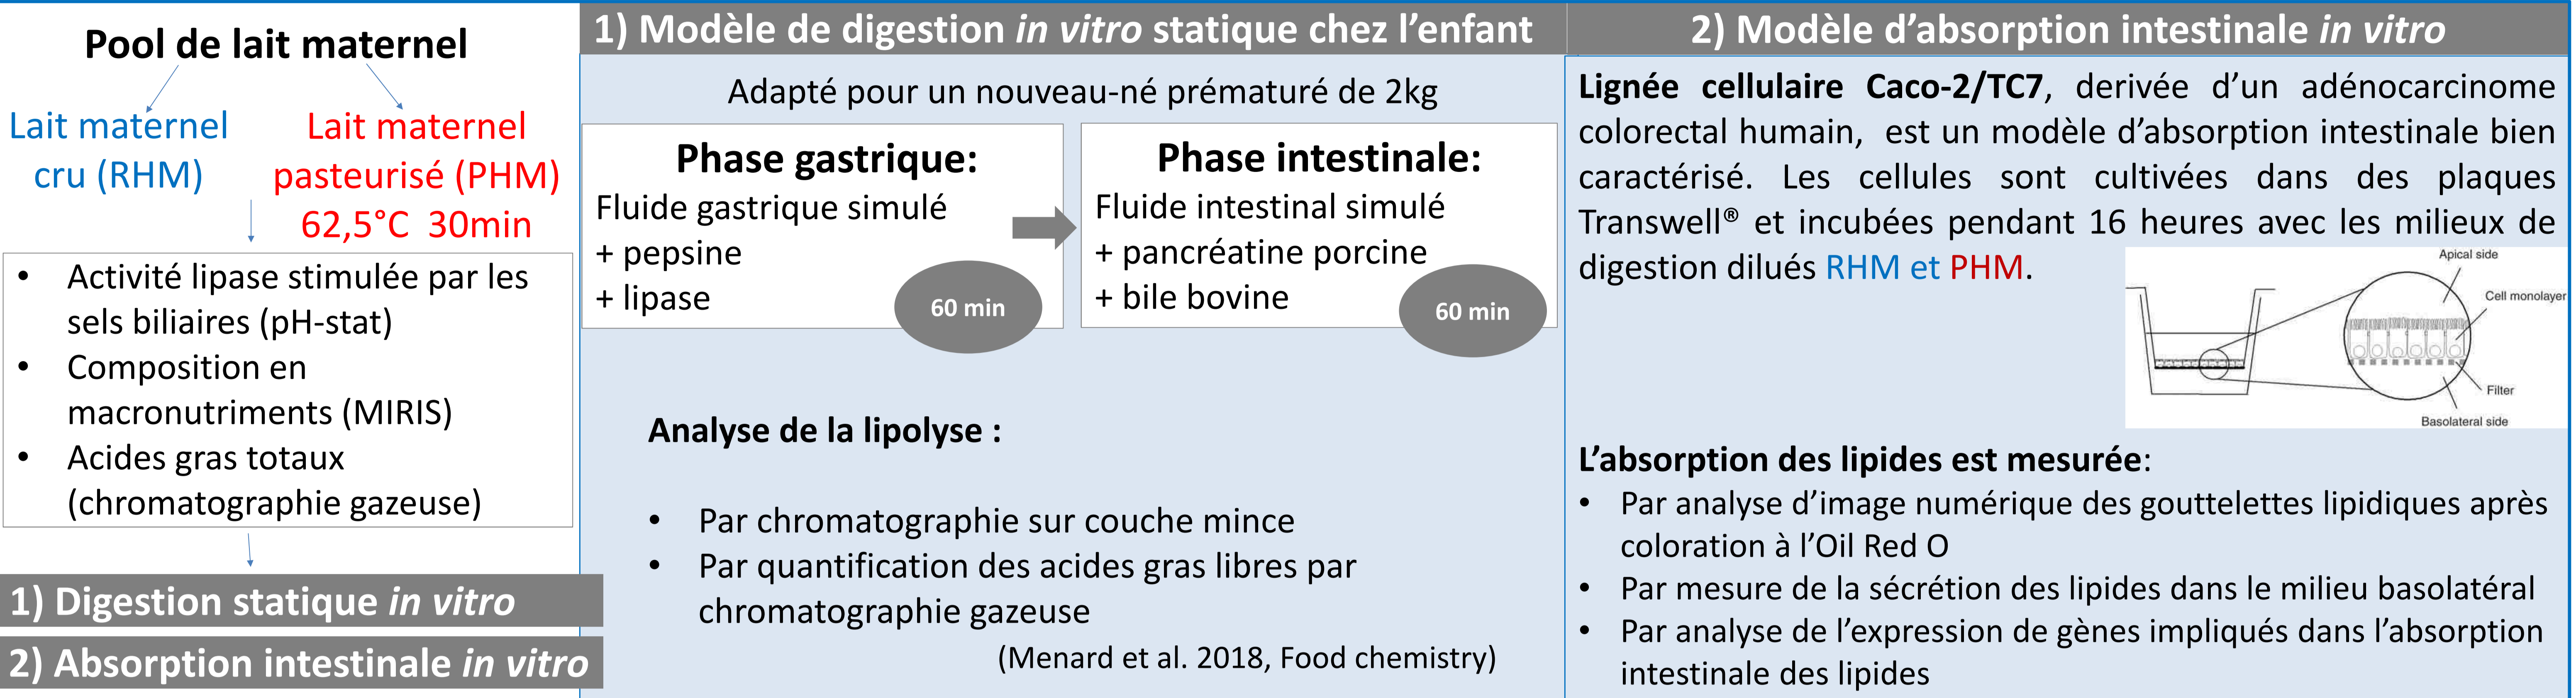 Pool de lait maternel
Lait maternel
cru (RHM)
Lait maternel
pasteurisé (PHM)
62,5°C 30min
• Activité lipase stimulée par les
sels biliaires (pH-stat)
• Composition en
macronutriments (MIRIS)
• Acides gras totaux
(chromatographie gazeuse)
1) Digestion statique in vitro
2) Absorption intestinale in vitro
1) Modèle de digestion in vitro statique chez l'enfant
Adapté pour un nouveau-né prématuré de 2kg
Phase gastrique:
Fluide gastrique simulé
+ pepsine
+ lipase
60 min
Phase intestinale:
Fluide intestinal simulé
+ pancréatine porcine
+ bile bovine
60 min
Analyse de la lipolyse :
• Par chromatographie sur couche mince
• Par quantification des acides gras libres par
chromatographie gazeuse
(Menard et al. 2018, Food chemistry)
2) Modèle d'absorption intestinale in vitro
Lignée cellulaire Caco-2/TC7, derivée d'un adénocarcinome
colorectal humain, est un modèle d'absorption intestinale bien
caractérisé. Les cellules sont cultivées dans des plaques
Transwell® et incubées pendant 16 heures avec les milieux de
digestion dilués RHM et PHM.
Apical side
Cell monolayer
Filter
Basolateral side
L'absorption des lipides est mesurée:
• Par analyse d'image numérique des gouttelettes lipidiques après
coloration à l'Oil Red O
• Par mesure de la sécrétion des lipides dans le milieu basolatéral
• Par analyse de l'expression de gènes impliqués dans l'absorption
intestinale des lipides